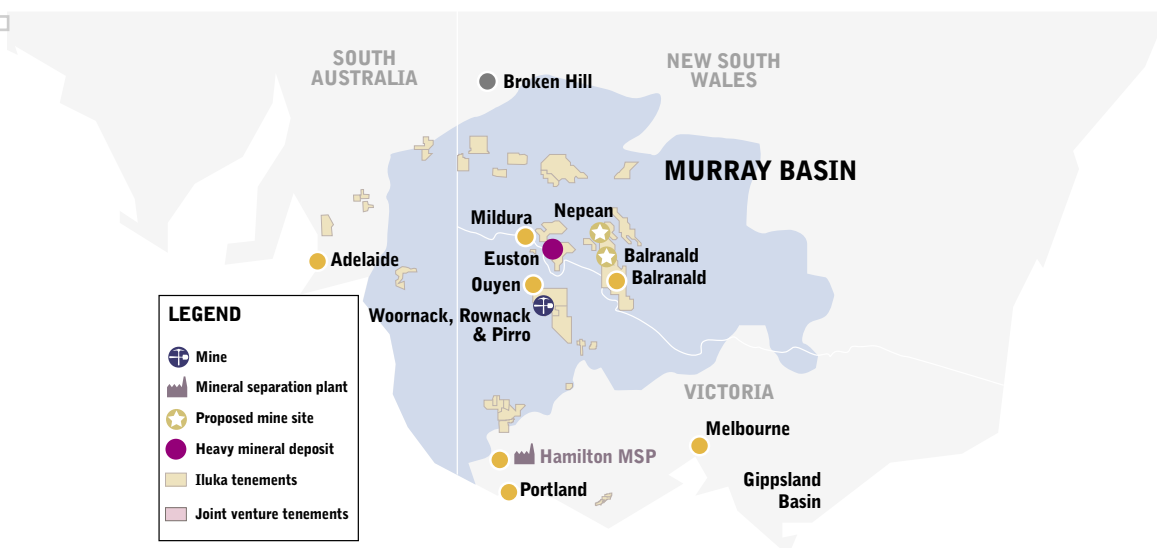 SOUTH
AUSTRALIA
NEW SOUTH
WALES
Broken Hill
MURRAY BASIN
Mildura
Nepean
Euston
Balranald
Adelaide
Ouyen
Balranald
Woornack, Rownack
& Pirro
LEGEND
Mine
Mineral separation plant
Proposed mine site
Heavy mineral deposit
Iluka tenements
Joint venture tenements
VICTORIA
Melbourne
Hamilton MSP
Gippsland
Basin
Portland